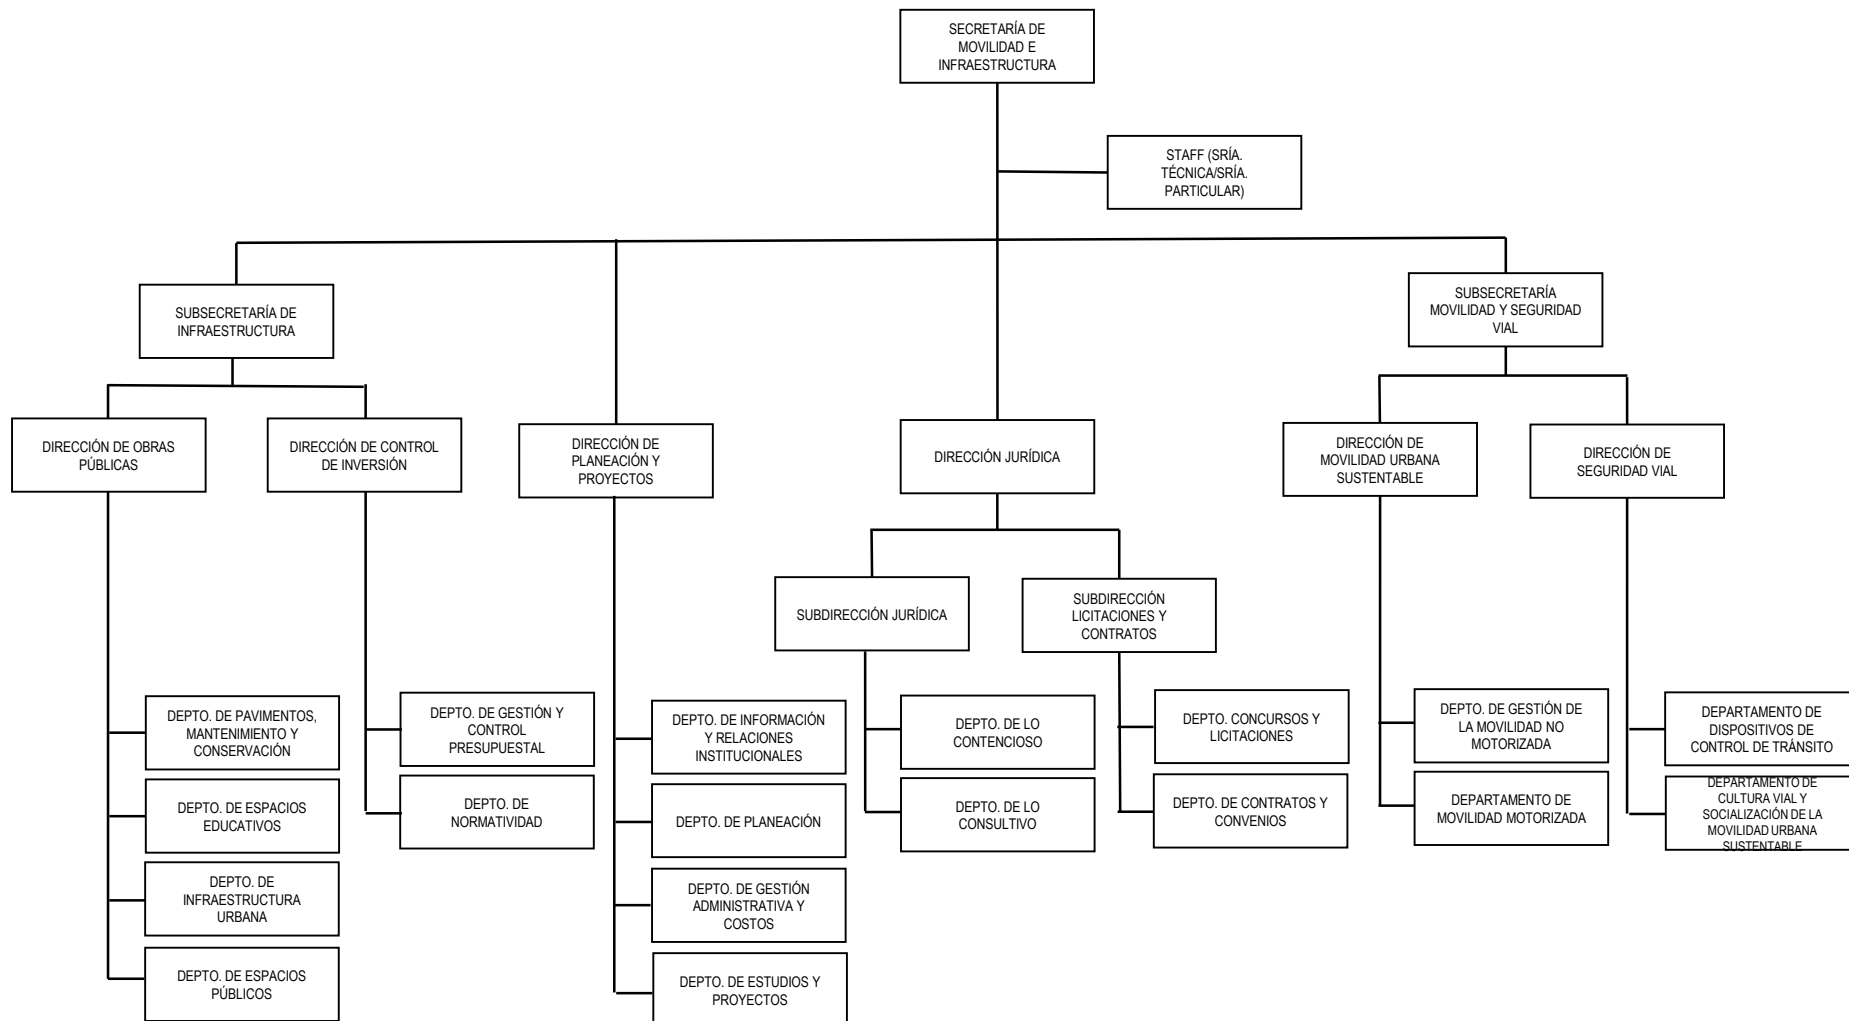 SECRETARÍA DE
MOVILIDAD E
INFRAESTRUCTURA
STAFF (SRÍA.
TÉCNICA/SRÍA.
PARTICULAR)
SUBSECRETARÍA DE
INFRAESTRUCTURA
SUBSECRETARÍA
MOVILIDAD Y SEGURIDAD
VIAL
DIRECCIÓN DE OBRAS
PÚBLICAS
DIRECCIÓN DE CONTROL
DE INVERSIÓN
DIRECCIÓN DE
PLANEACIÓN Y
PROYECTOS
DIRECCIÓN JURÍDICA
DIRECCIÓN DE
MOVILIDAD URBANA
SUSTENTABLE
DIRECCIÓN DE
SEGURIDAD VIAL
SUBDIRECCIÓN JURÍDICA
SUBDIRECCIÓN
LICITACIONES Y
CONTRATOS
DEPTO. DE PAVIMENTOS,
MANTENIMIENTO Y
CONSERVACIÓN
DEPTO. DE GESTIÓN Y
CONTROL
PRESUPUESTAL
DEPTO. DE INFORMACIÓN
Y RELACIONES
INSTITUCIONALES
DEPTO. DE LO
CONTENCIOSO
DEPTO. CONCURSOS Y
LICITACIONES
DEPTO. DE GESTIÓN DE
LA MOVILIDAD NO
MOTORIZADA
DEPARTAMENTO DE
DISPOSITIVOS DE
CONTROL DE TRÁNSITO
DEPTO. DE ESPACIOS
EDUCATIVOS
DEPTO. DE
NORMATIVIDAD
DEPTO. DE PLANEACIÓN
DEPTO. DE LO
CONSULTIVO
DEPTO. DE CONTRATOS Y
CONVENIOS
DEPARTAMENTO DE
MOVILIDAD MOTORIZADA
DEPARTAMENTO DE
CULTURA VIAL Y
SOCIALIZACIÓN DE LA
MOVILIDAD URBANA
SUSTENTABLE
DEPTO. DE
INFRAESTRUCTURA
URBANA
DEPTO. DE GESTIÓN
ADMINISTRATIVA Y
COSTOS
DEPTO. DE ESPACIOS
PÚBLICOS
DEPTO. DE ESTUDIOS Y
PROYECTOS